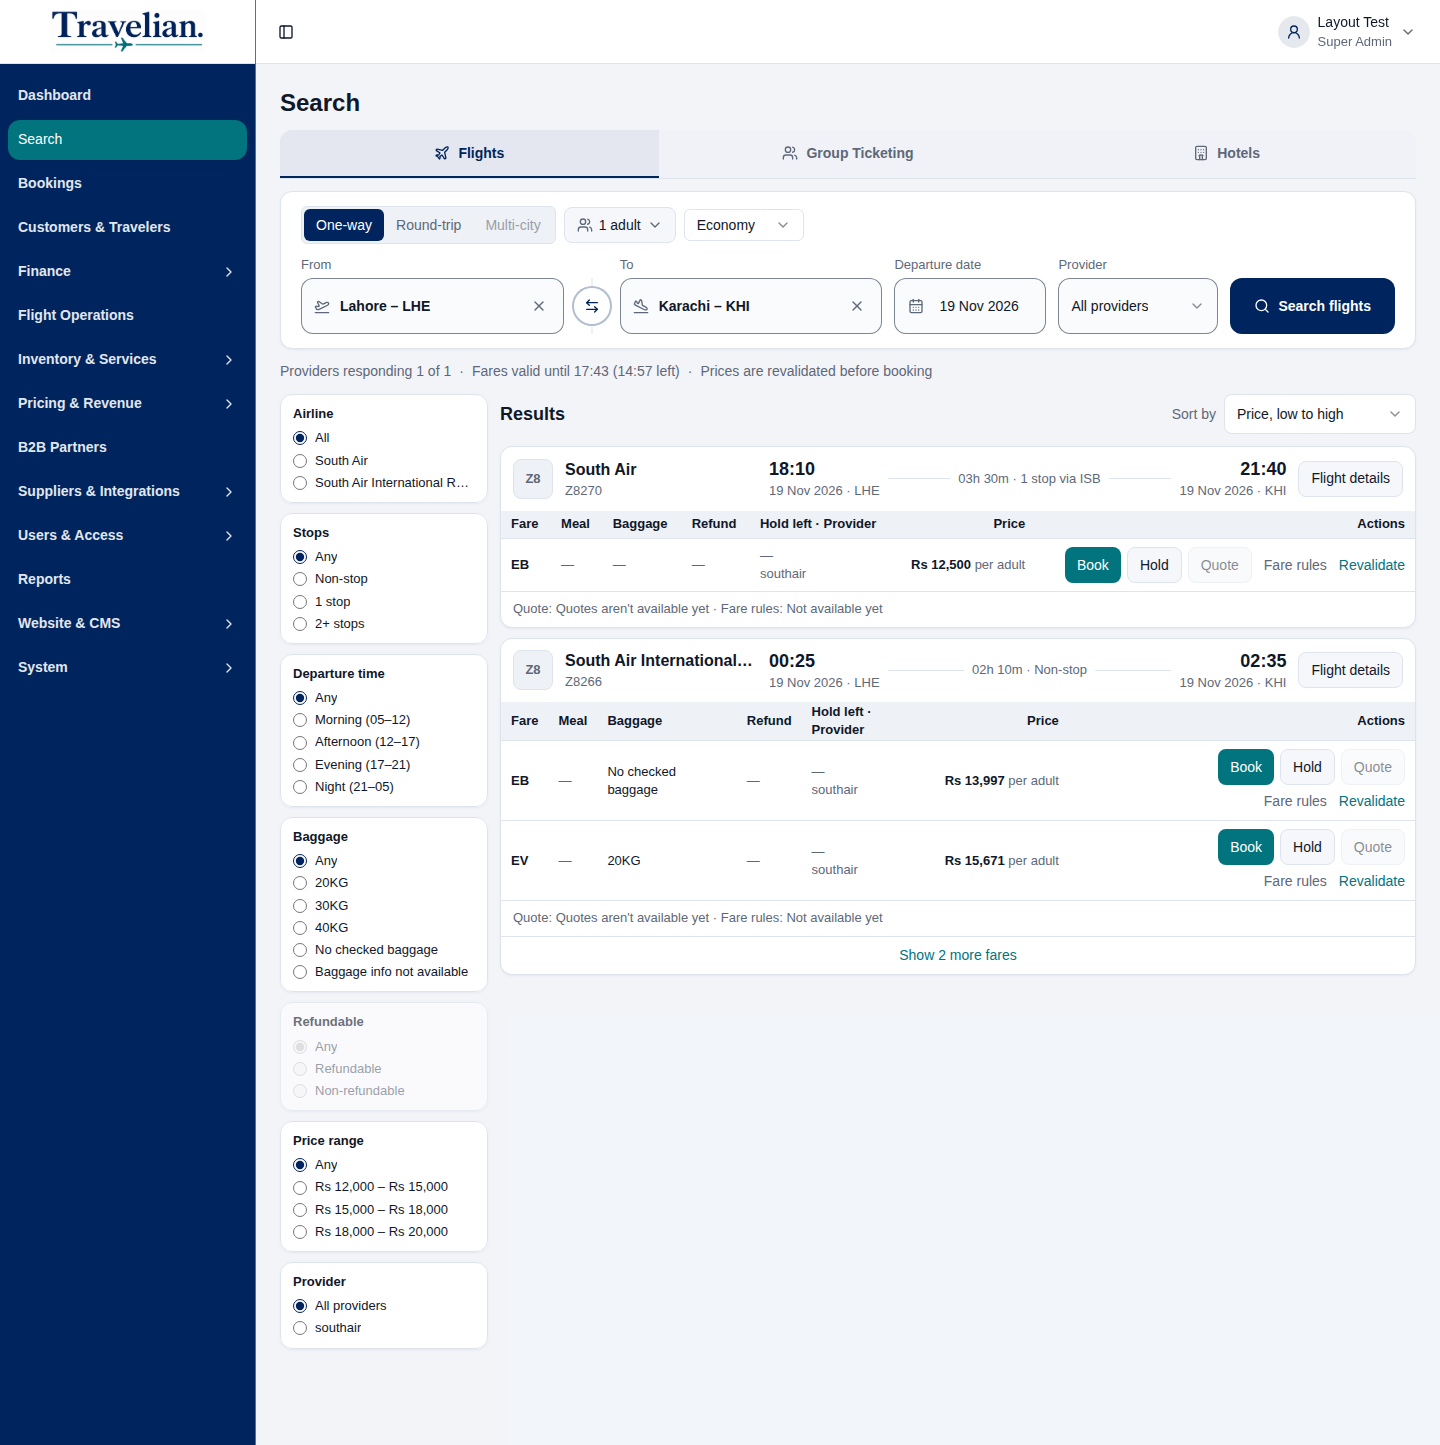 Travelian.
Layout Test
Super Admin
Dashboard
Search
Bookings
Customers & Travelers
Finance
Flight Operations
Inventory & Services
Pricing & Revenue
B2B Partners
Suppliers & Integrations
Users & Access
Reports
Website & CMS
System
Search
Flights
Group Ticketing
Hotels
One-way Round-trip Multi-city 1 adult Economy
From To Departure date Provider
Lahore – LHE Karachi – KHI 19 Nov 2026 All providers Search flights
Providers responding 1 of 1 · Fares valid until 17:43 (14:57 left) · Prices are revalidated before booking
Airline
All
South Air
South Air International R…
Stops
Any
Non-stop
1 stop
2+ stops
Departure time
Any
Morning (05–12)
Afternoon (12–17)
Evening (17–21)
Night (21–05)
Baggage
Any
20KG
30KG
40KG
No checked baggage
Baggage info not available
Refundable
Any
Refundable
Non-refundable
Price range
Any
Rs 12,000 – Rs 15,000
Rs 15,000 – Rs 18,000
Rs 18,000 – Rs 20,000
Provider
All providers
southair
Results
Sort by Price, low to high
Z8 South Air 18:10 03h 30m · 1 stop via ISB 21:40 Flight details
Z8270 19 Nov 2026 · LHE 19 Nov 2026 · KHI
Fare Meal Baggage Refund Hold left · Provider Price Actions
EB — — — — Rs 12,500 per adult Book Hold Quote Fare rules Revalidate
southair
Quote: Quotes aren't available yet · Fare rules: Not available yet
Z8 South Air International… 00:25 02h 10m · Non-stop 02:35 Flight details
Z8266 19 Nov 2026 · LHE 19 Nov 2026 · KHI
Fare Meal Baggage Refund Hold left · Provider Price Actions
EB — No checked baggage — — southair Rs 13,997 per adult Book Hold Quote
Fare rules Revalidate
EV — 20KG — — southair Rs 15,671 per adult Book Hold Quote
Fare rules Revalidate
Quote: Quotes aren't available yet · Fare rules: Not available yet
Show 2 more fares